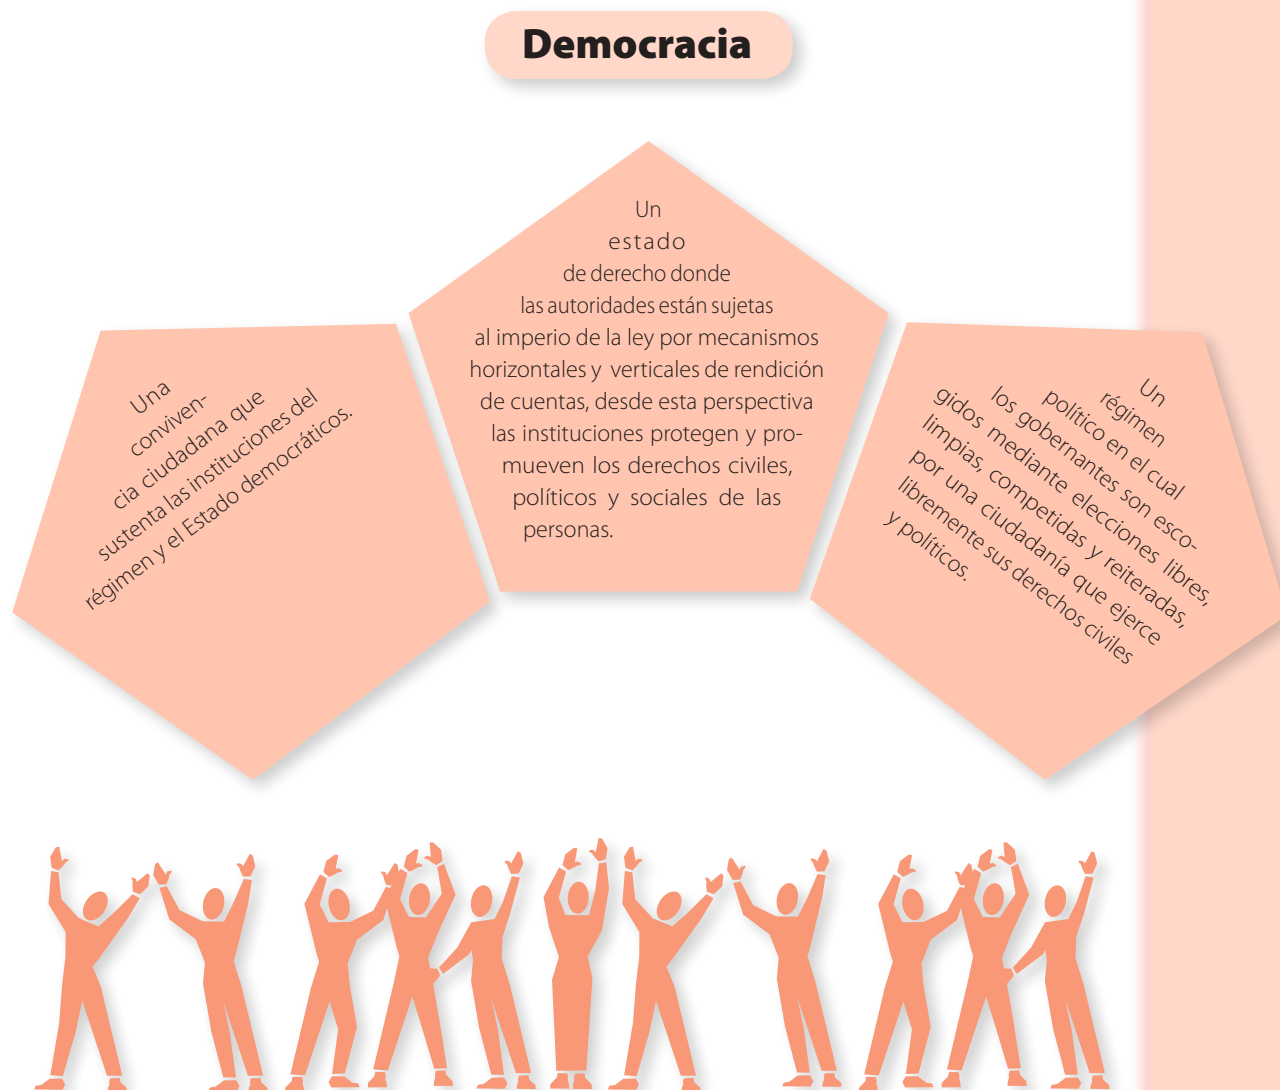 Democracia
Una
conviven-
cia ciudadana que
sustenta las instituciones del
régimen y el Estado democráticos.
Un
estado
de derecho donde
las autoridades están sujetas
al imperio de la ley por mecanismos
horizontales y verticales de rendición
de cuentas, desde esta perspectiva
las instituciones protegen y pro-
mueven los derechos civiles,
políticos y sociales de las
personas.
Un
régimen
político en el cual
los gobernantes son esco-
gidos mediante elecciones libres,
limpias, competidas y reiteradas,
por una ciudadanía que ejerce
libremente sus derechos civiles
y políticos.